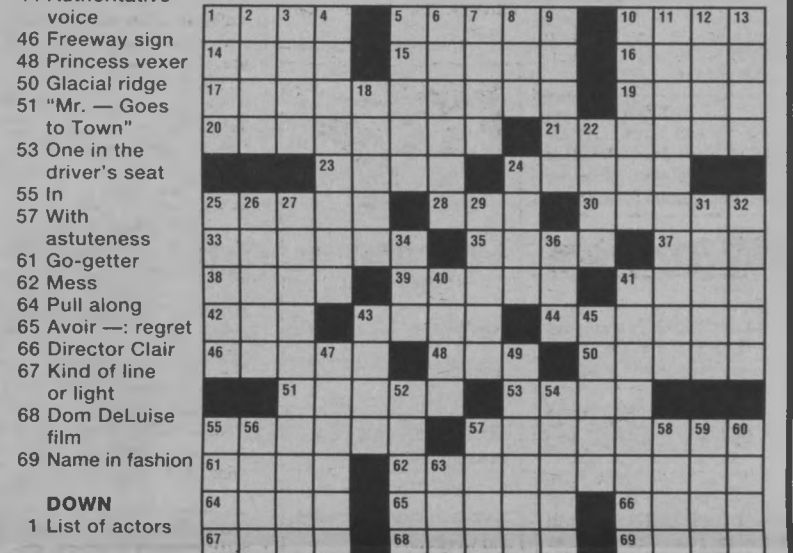 voice
46 Freeway sign
48 Princess vexer
50 Glacial ridge
51 "Mr. — Goes
to Town"
53 One in the
driver's seat
55 In
57 With
astuteness
61 Go-getter
62 Mess
64 Pull along
65 Avoir —: regret
66 Director Clair
67 Kind of line
or light
68 Dom DeLuise
film
69 Name in fashion
DOWN
1 List of actors
1 2 3 4 5 6 7 8 9 10 11 12 13
14 15 16
17 18 19
20 21 22
23 24
25 26 27 28 29 30 31 32
33 34 35 36 37
38 39 40 41
42 43 44 45
46 47 48 49 50
51 52 53 54
55 56 57 58 59 60
61 62 63
64 65 66
67 68 69